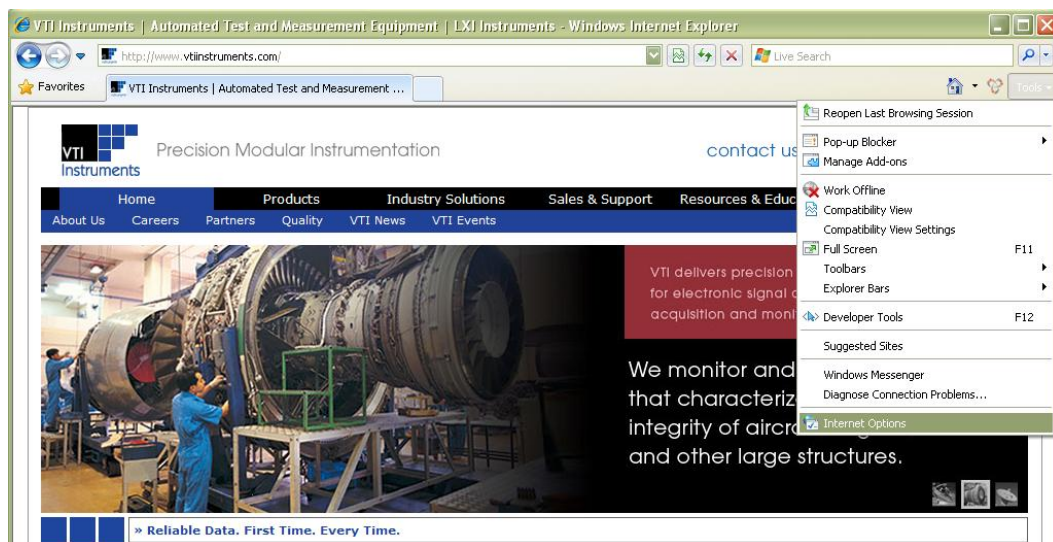 VTI Instruments | Automated Test and Measurement Equipment | LXI Instruments - Windows Internet Explorer
http://www.vtiinstruments.com/
Live Search
Favorites
VTI Instruments | Automated Test and Measurement ...
Tools
Reopen Last Browsing Session
Pop-up Blocker
Manage Add-ons
Work Offline
Compatibility View
Compatibility View Settings
Full Screen F11
Toolbars
Explorer Bars
Developer Tools F12
Suggested Sites
Windows Messenger
Diagnose Connection Problems...
Internet Options
VTI
Instruments
Precision Modular Instrumentation
contact us
Home Products Industry Solutions Sales & Support Resources & Educ
About Us Careers Partners Quality VTI News VTI Events
VTI delivers precision
for electronic signal
acquisition and moni
We monitor and
that characteriz
integrity of aircra
and other large structures.
» Reliable Data. First Time. Every Time.